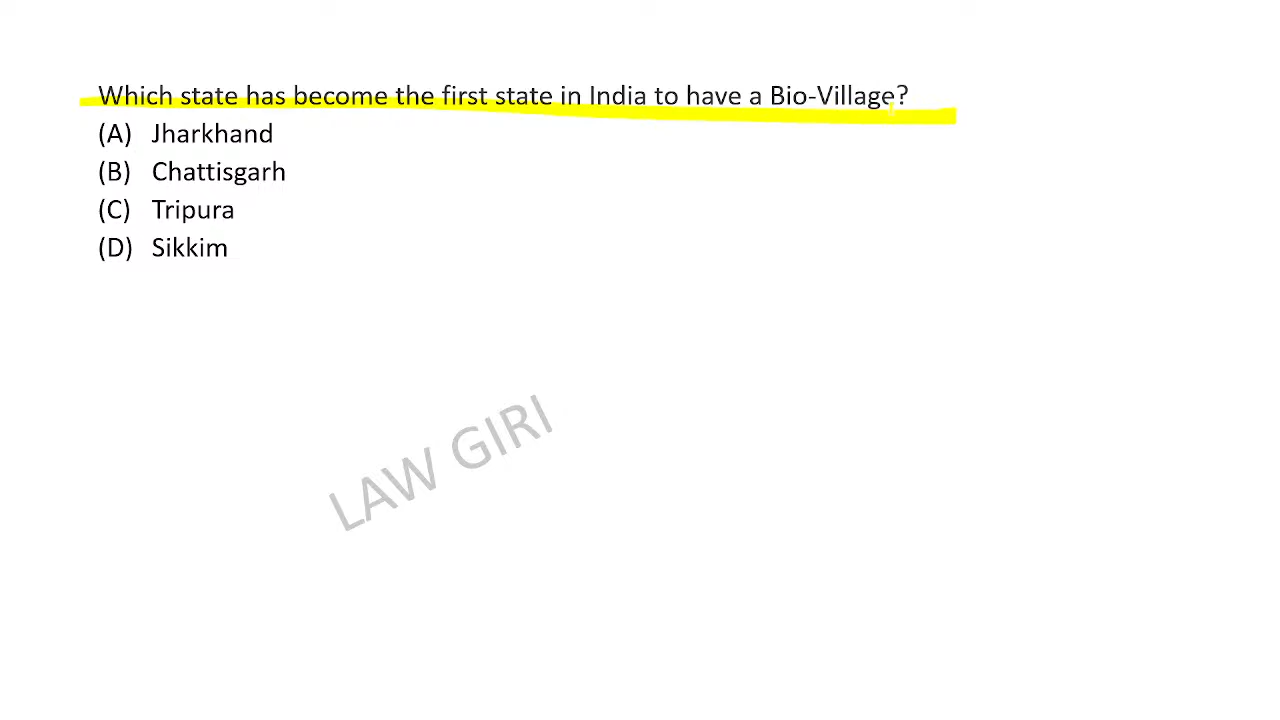 Which state has become the first state in India to have a Bio-Village?
(A) Jharkhand
(B) Chattisgarh
(C) Tripura
(D) Sikkim
LAW GIRI